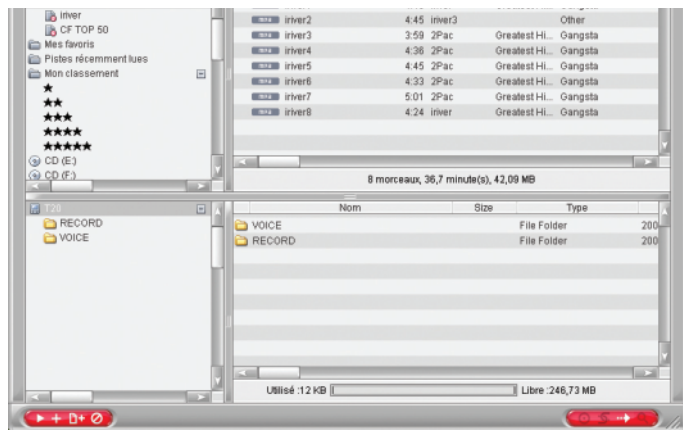 iriver
CF TOP 50
Mes favoris
Pistes récemment lues
Mon classement
★
★★
★★★
★★★★
★★★★★
CD (E:)
CD (F:)
iriver2 4:45 iriver3 Other
iriver3 3:59 2Pac Greatest Hi... Gangsta
iriver4 4:36 2Pac Greatest Hi... Gangsta
iriver5 4:45 2Pac Greatest Hi... Gangsta
iriver6 4:33 2Pac Greatest Hi... Gangsta
iriver7 5:01 2Pac Greatest Hi... Gangsta
iriver8 4:24 iriver Greatest Hi... Gangsta
8 morceaux, 36,7 minute(s), 42,09 MB
T20
RECORD
VOICE
Nom Size Type
VOICE File Folder 200
RECORD File Folder 200
Utilisé :12 KB Libre :246,73 MB